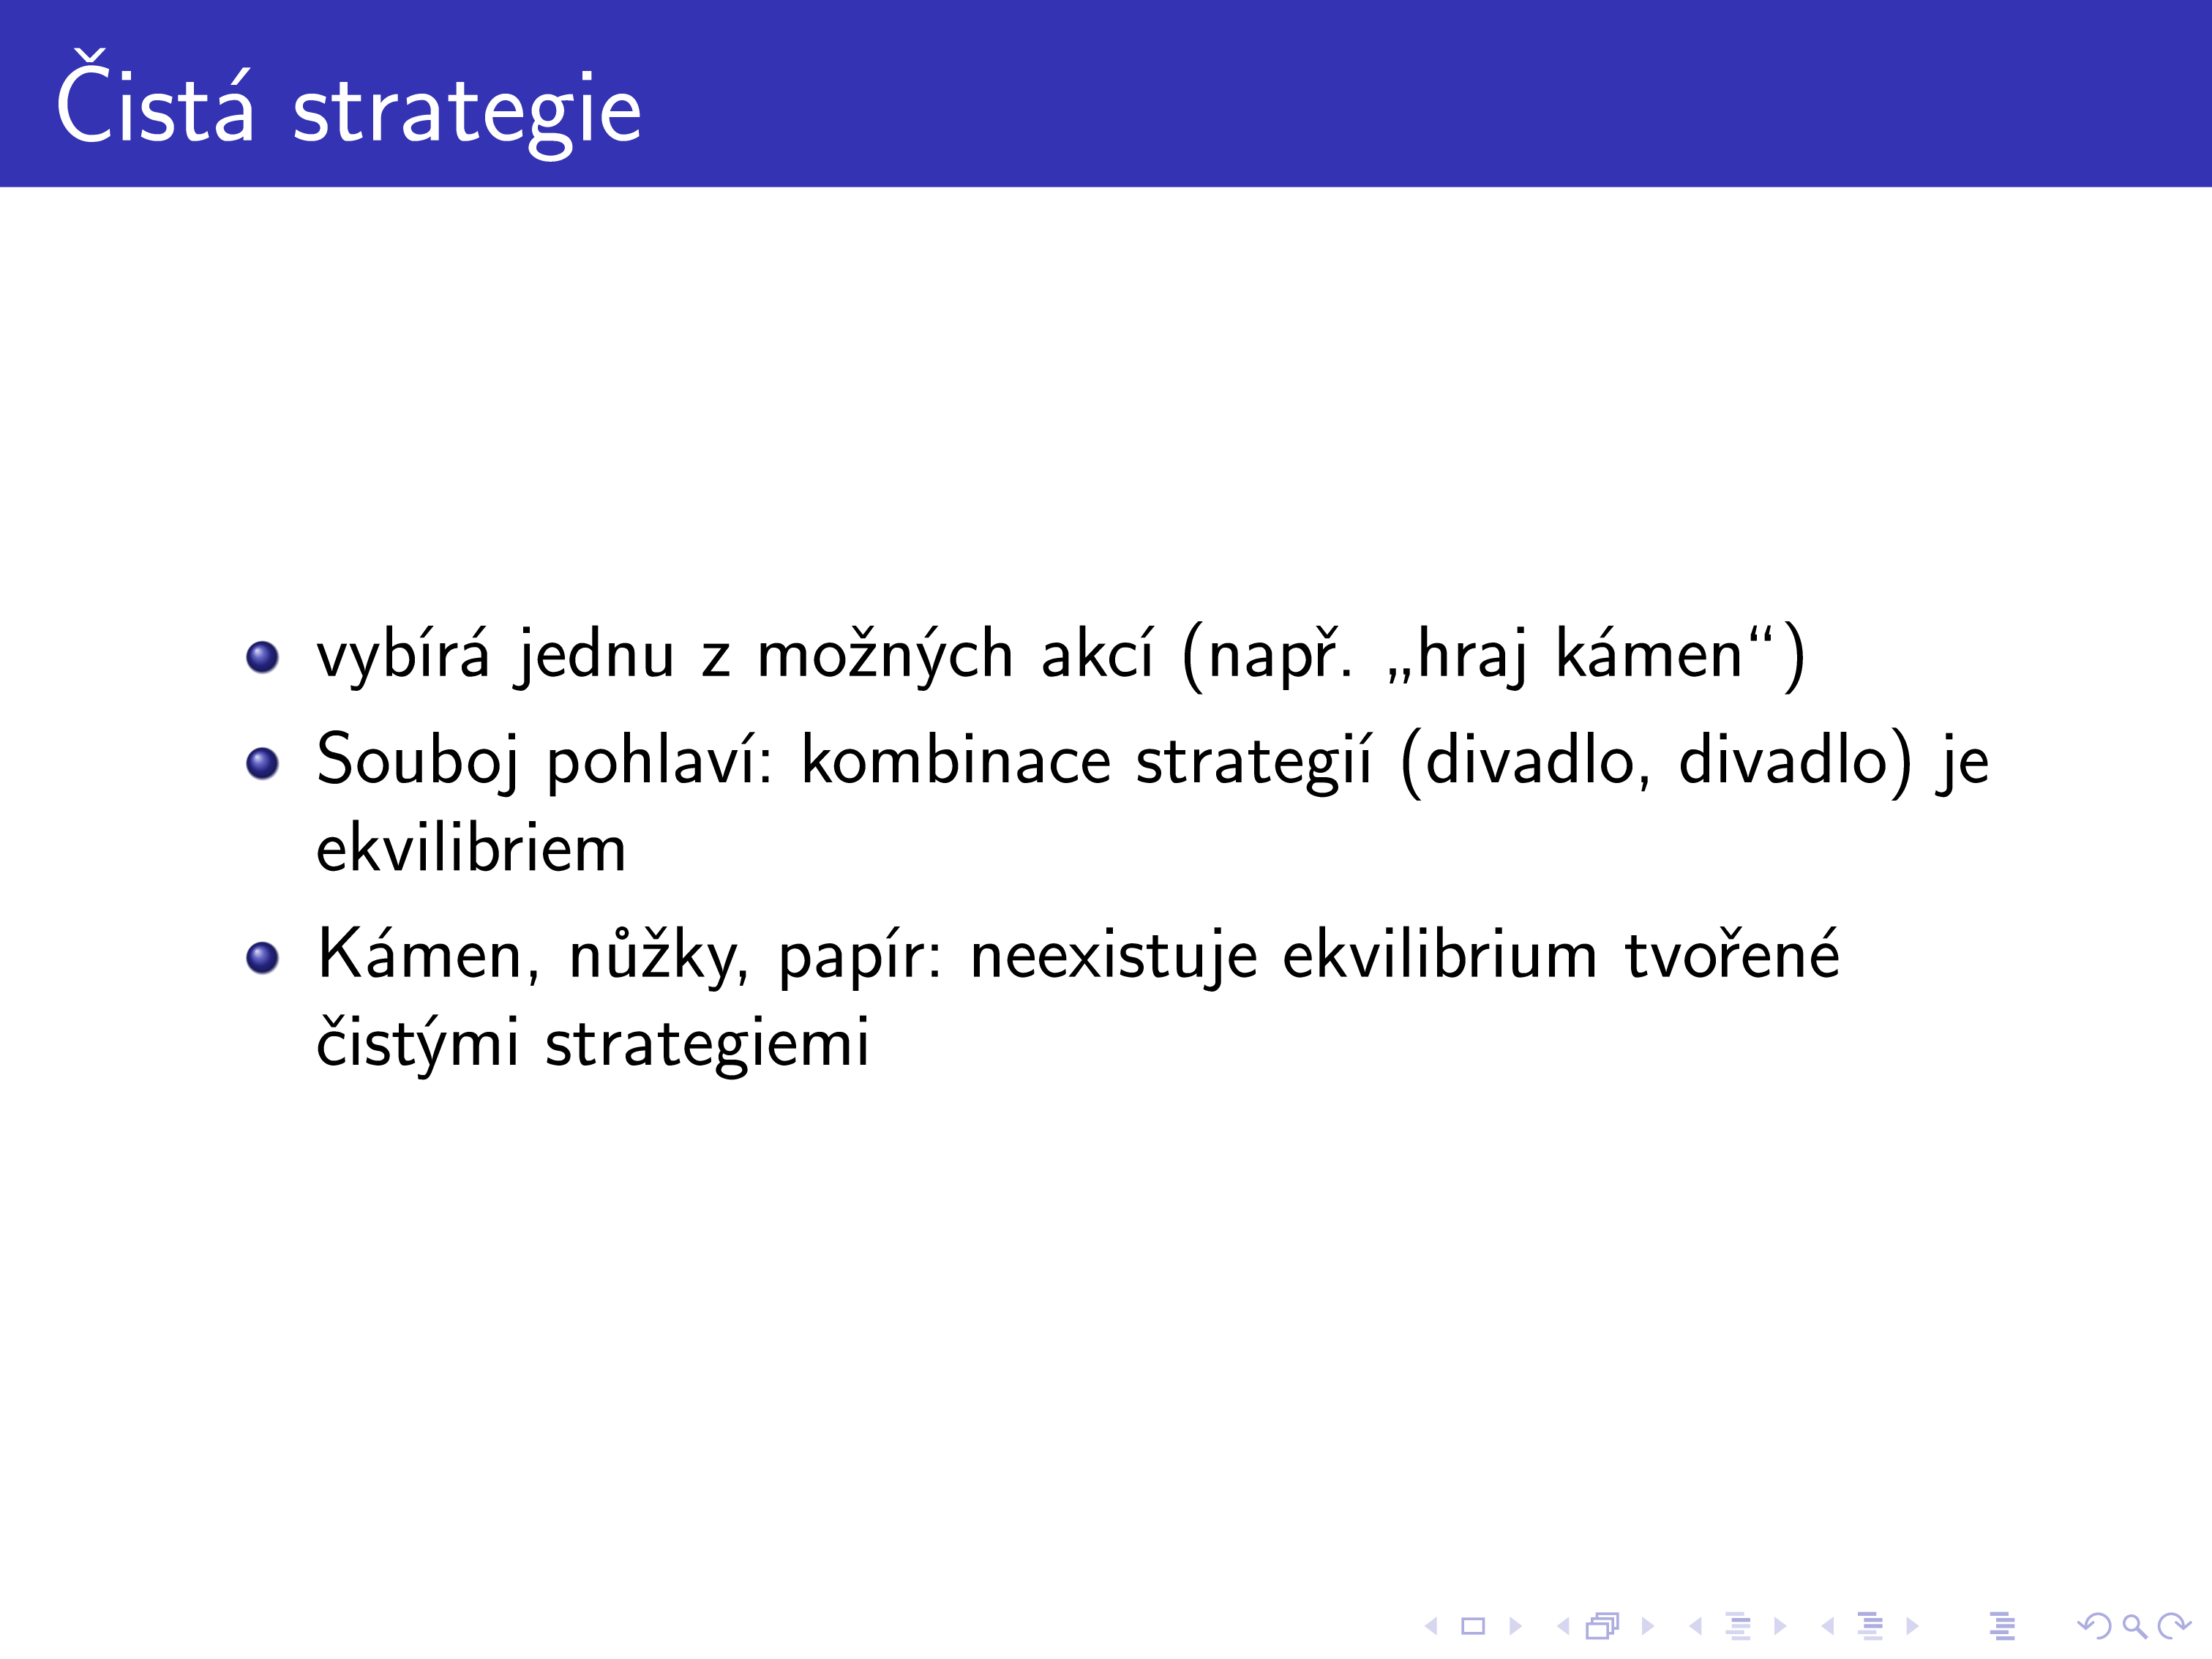 Čistá strategie
vybírá jednu z možných akcí (např. „hraj kámen“)
Souboj pohlaví: kombinace strategií (divadlo, divadlo) je
ekvilibriem
Kámen, nůžky, papír: neexistuje ekvilibrium tvořené
čistými strategiemi